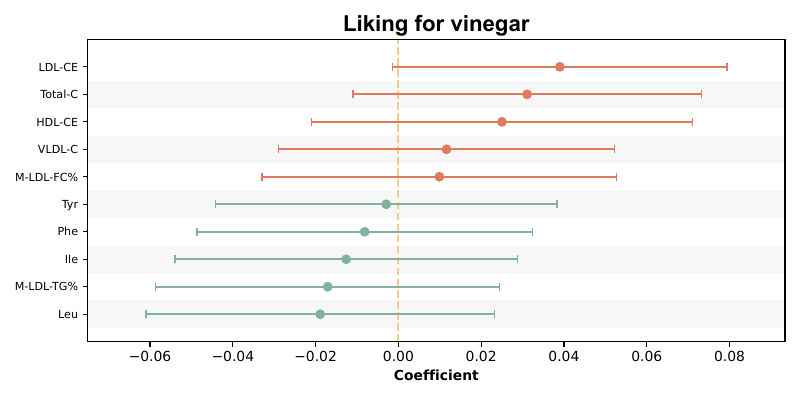 Liking for vinegar
LDL-CE
Total-C
HDL-CE
VLDL-C
M-LDL-FC%
Tyr
Phe
Ile
M-LDL-TG%
Leu
−0.06 −0.04 −0.02 0.00 0.02 0.04 0.06 0.08
Coefficient